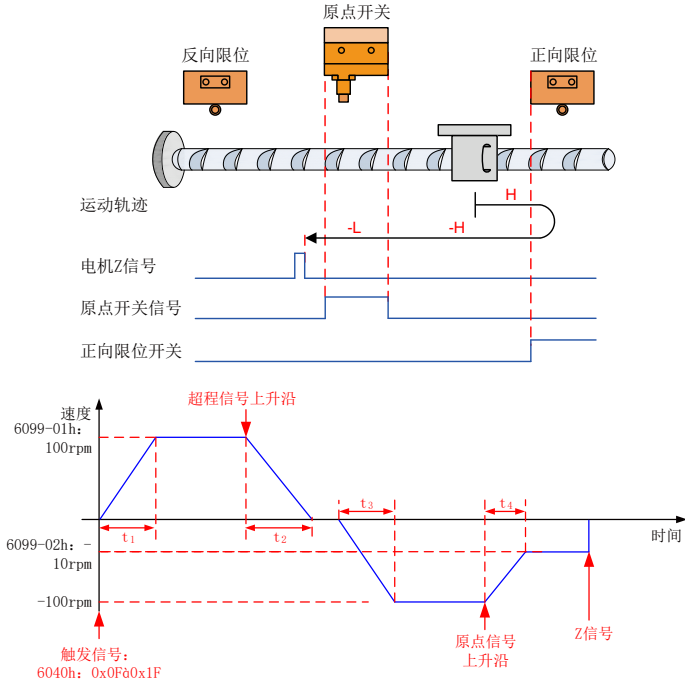 原点开关
反向限位
正向限位
运动轨迹
H
-L
-H
电机Z信号
原点开关信号
正向限位开关
超程信号上升沿
速度
6099-01h:
100rpm
t3
t4
t1
t2
时间
6099-02h: -
10rpm
-100rpm
触发信号:
6040h: 0x0Fà0x1F
原点信号
上升沿
Z信号